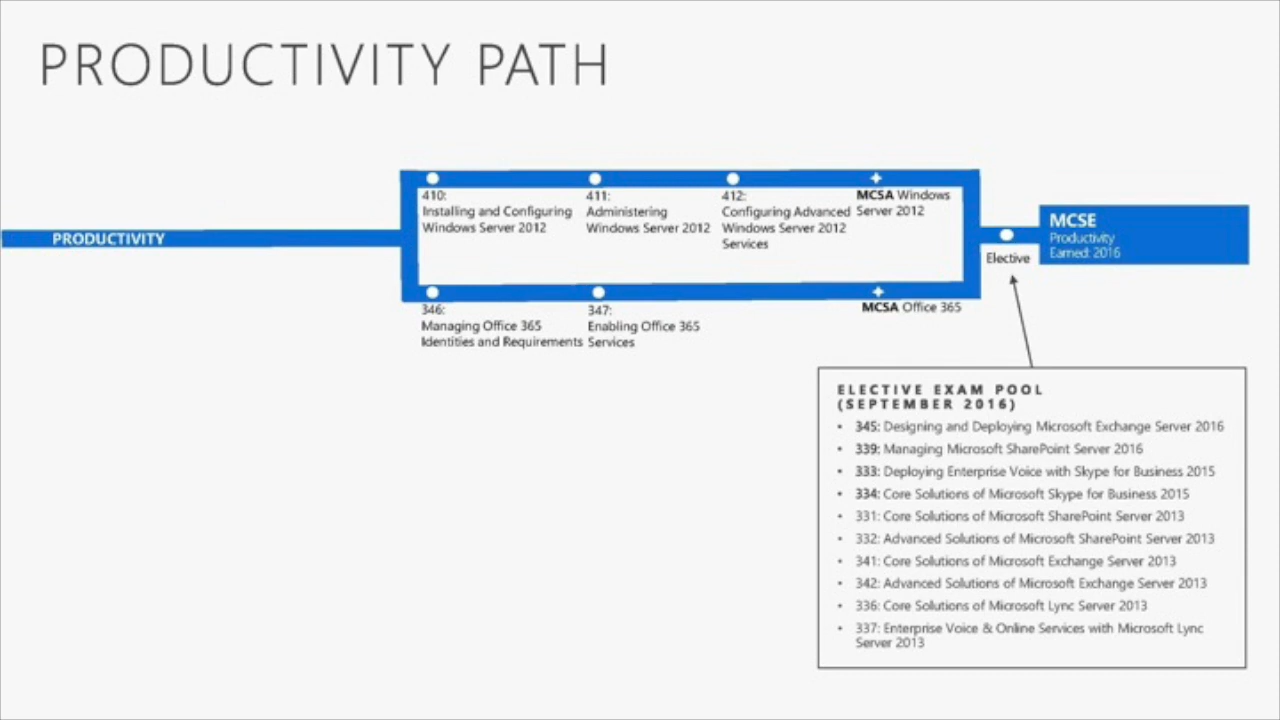 PRODUCTIVITY PATH
PRODUCTIVITY
410:
Installing and Configuring
Windows Server 2012
411:
Administering
Windows Server 2012
412:
Configuring Advanced
Windows Server 2012
Services
MCSA Windows
Server 2012
346:
Managing Office 365
Identities and Requirements
347:
Enabling Office 365
Services
MCSA Office 365
Elective
MCSE
Productivity
Earned: 2016
ELECTIVE EXAM POOL
(SEPTEMBER 2016)
• 345: Designing and Deploying Microsoft Exchange Server 2016
• 339: Managing Microsoft SharePoint Server 2016
• 333: Deploying Enterprise Voice with Skype for Business 2015
• 334: Core Solutions of Microsoft Skype for Business 2015
• 331: Core Solutions of Microsoft SharePoint Server 2013
• 332: Advanced Solutions of Microsoft SharePoint Server 2013
• 341: Core Solutions of Microsoft Exchange Server 2013
• 342: Advanced Solutions of Microsoft Exchange Server 2013
• 336: Core Solutions of Microsoft Lync Server 2013
• 337: Enterprise Voice & Online Services with Microsoft Lync
Server 2013